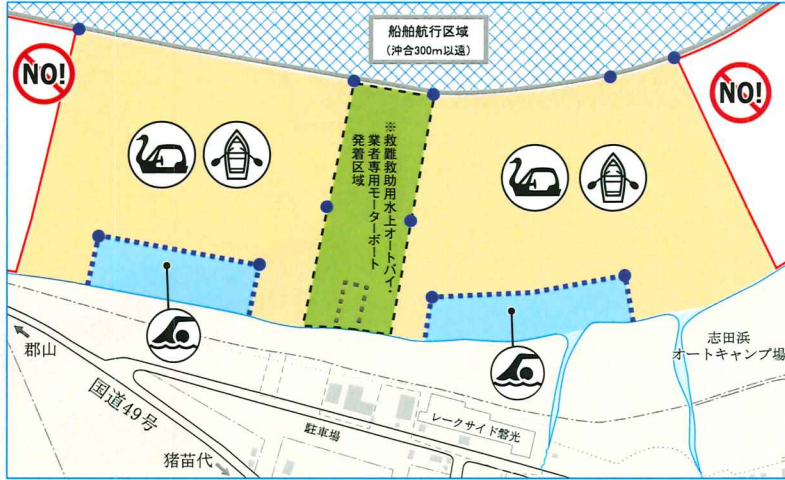 船舶航行区域
(沖合300m以遠)
NO!
NO!
※救難救助用水上オートバイ・
業者専用モーターボート
発着区域
郡山
国道49号
猪苗代
駐車場
レークサイド磐光
志田浜
オートキャンプ場